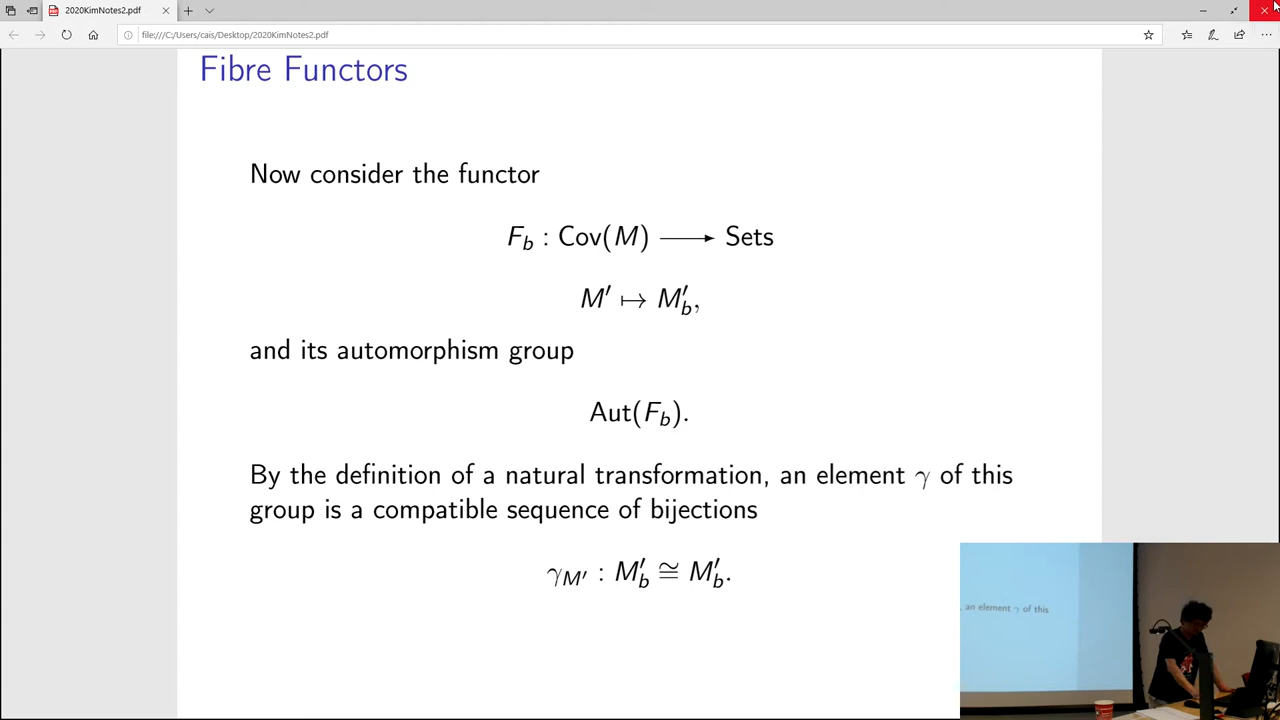 2020KimNotes2.pdf
file:///C:/Users/cais/Desktop/2020KimNotes2.pdf
Fibre Functors
Now consider the functor
F_b : Cov(M) ⟶ Sets
M′ ↦ M′_b,
and its automorphism group
Aut(F_b).
By the definition of a natural transformation, an element γ of this
group is a compatible sequence of bijections
γ_{M′} : M′_b ≅ M′_b.
, an element γ of this